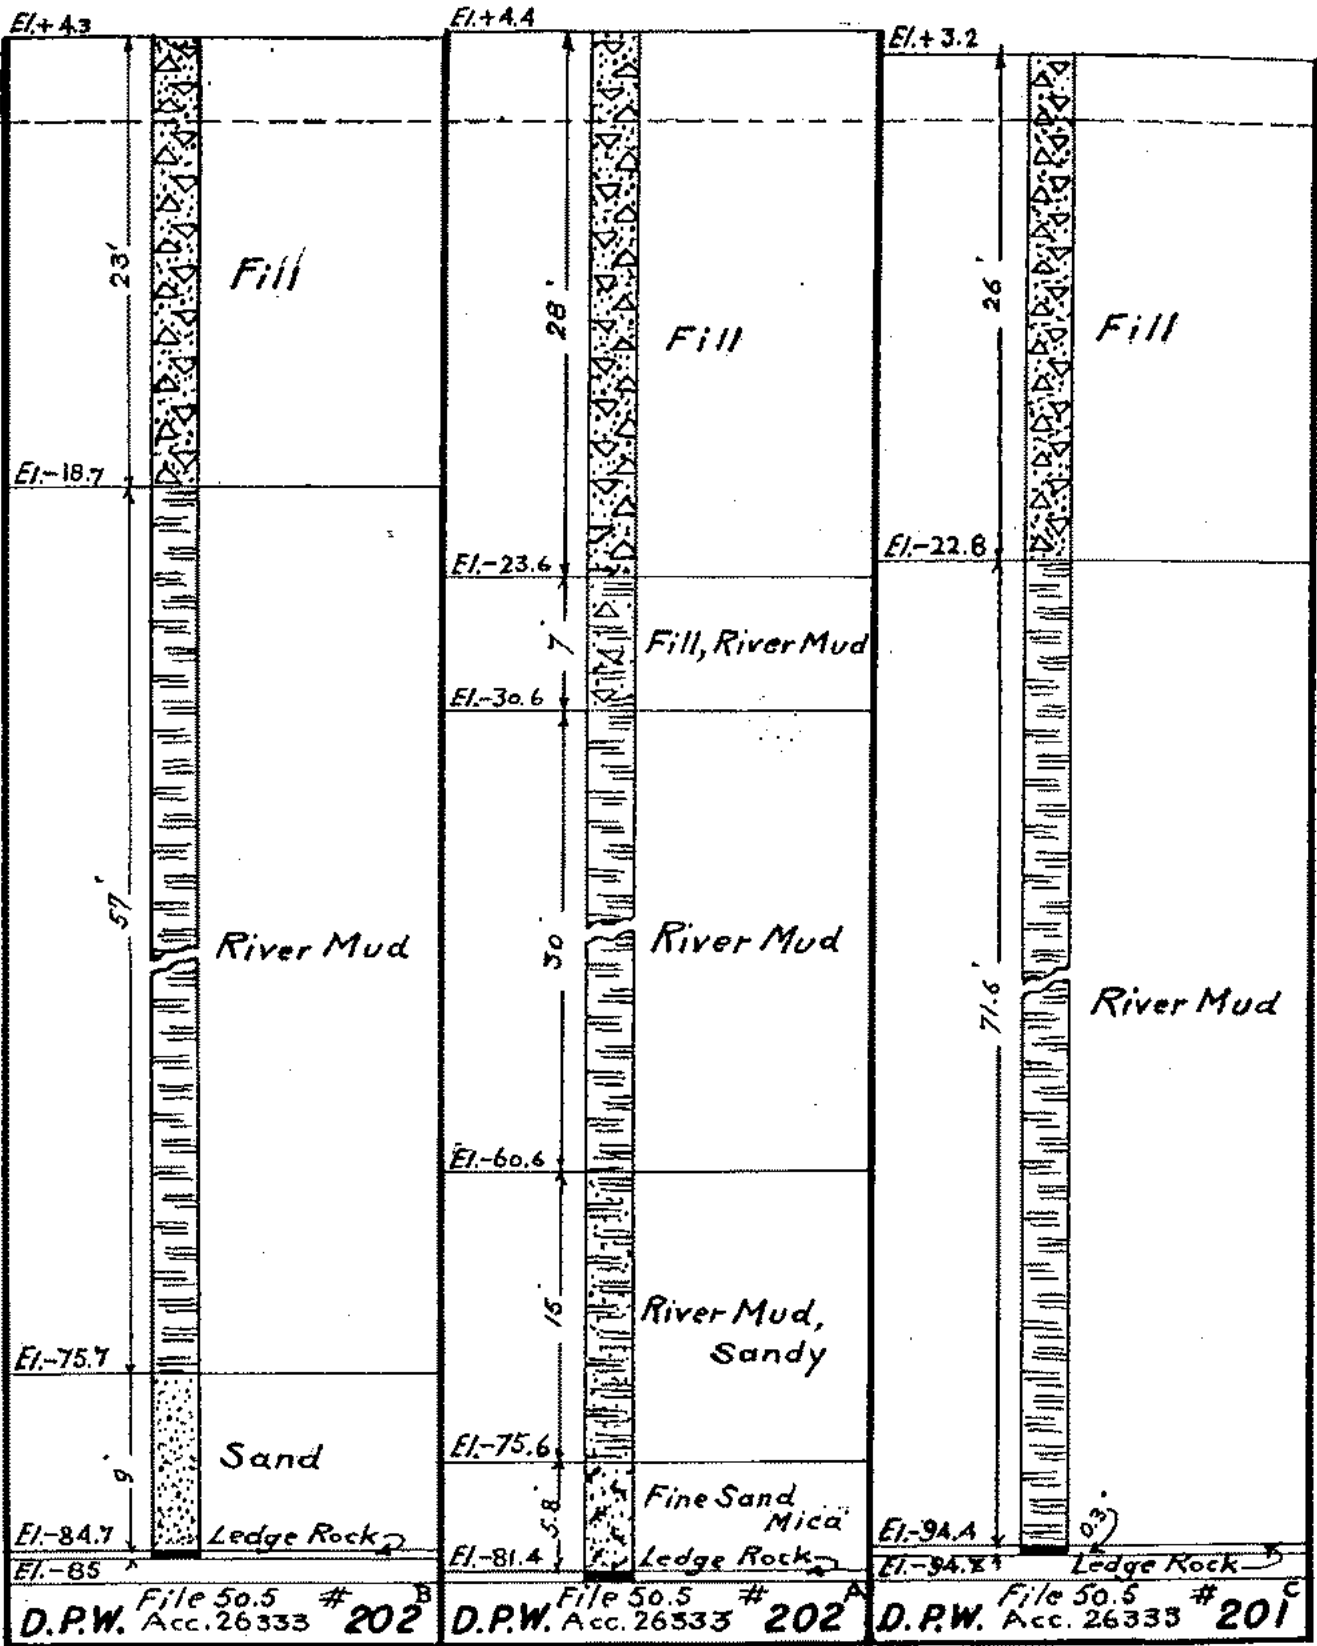 El.+4.3
23'
Fill
El.-18.7
57'
River Mud
El.-75.7
9'
Sand
El.-84.7
Ledge Rock
El.-85
File 50.5 # B
D.P.W. Acc. 26333 202
El.+4.4
28'
Fill
El.-23.6
7'
Fill, River Mud
El.-30.6
30'
River Mud
El.-60.6
15'
River Mud,
Sandy
El.-75.6
5.8'
Fine Sand
Mica
El.-81.4
Ledge Rock
File 50.5 # A
D.P.W. Acc. 26333 202
El.+3.2
26'
Fill
El.-22.8
71.6'
River Mud
El.-94.4
0.3'
Ledge Rock
File 50.5 # C
D.P.W. Acc. 26333 201